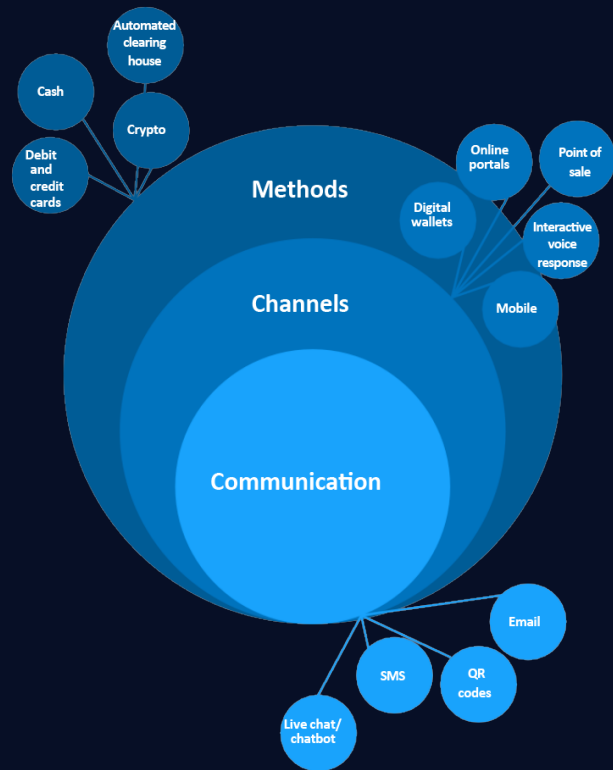 Automated
clearing
house
Cash
Crypto
Debit
and
credit
cards
Methods
Online
portals
Point of
sale
Digital
wallets
Interactive
voice
response
Mobile
Channels
Communication
Email
SMS
QR
codes
Live chat/
chatbot